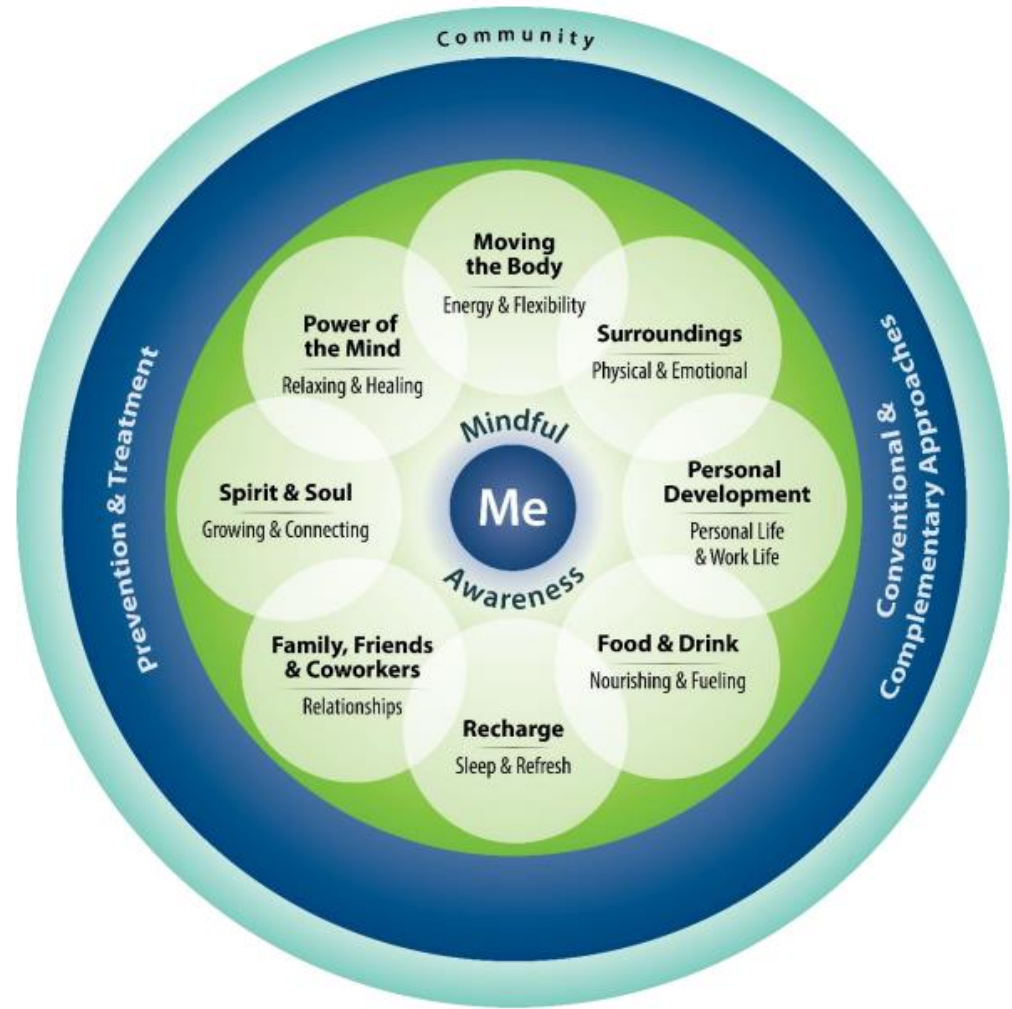 Community
Prevention & Treatment
Conventional &
Complementary Approaches
Moving
the Body
Energy & Flexibility
Surroundings
Physical & Emotional
Personal
Development
Personal Life
& Work Life
Food & Drink
Nourishing & Fueling
Recharge
Sleep & Refresh
Family, Friends
& Coworkers
Relationships
Spirit & Soul
Growing & Connecting
Power of
the Mind
Relaxing & Healing
Mindful
Me
Awareness